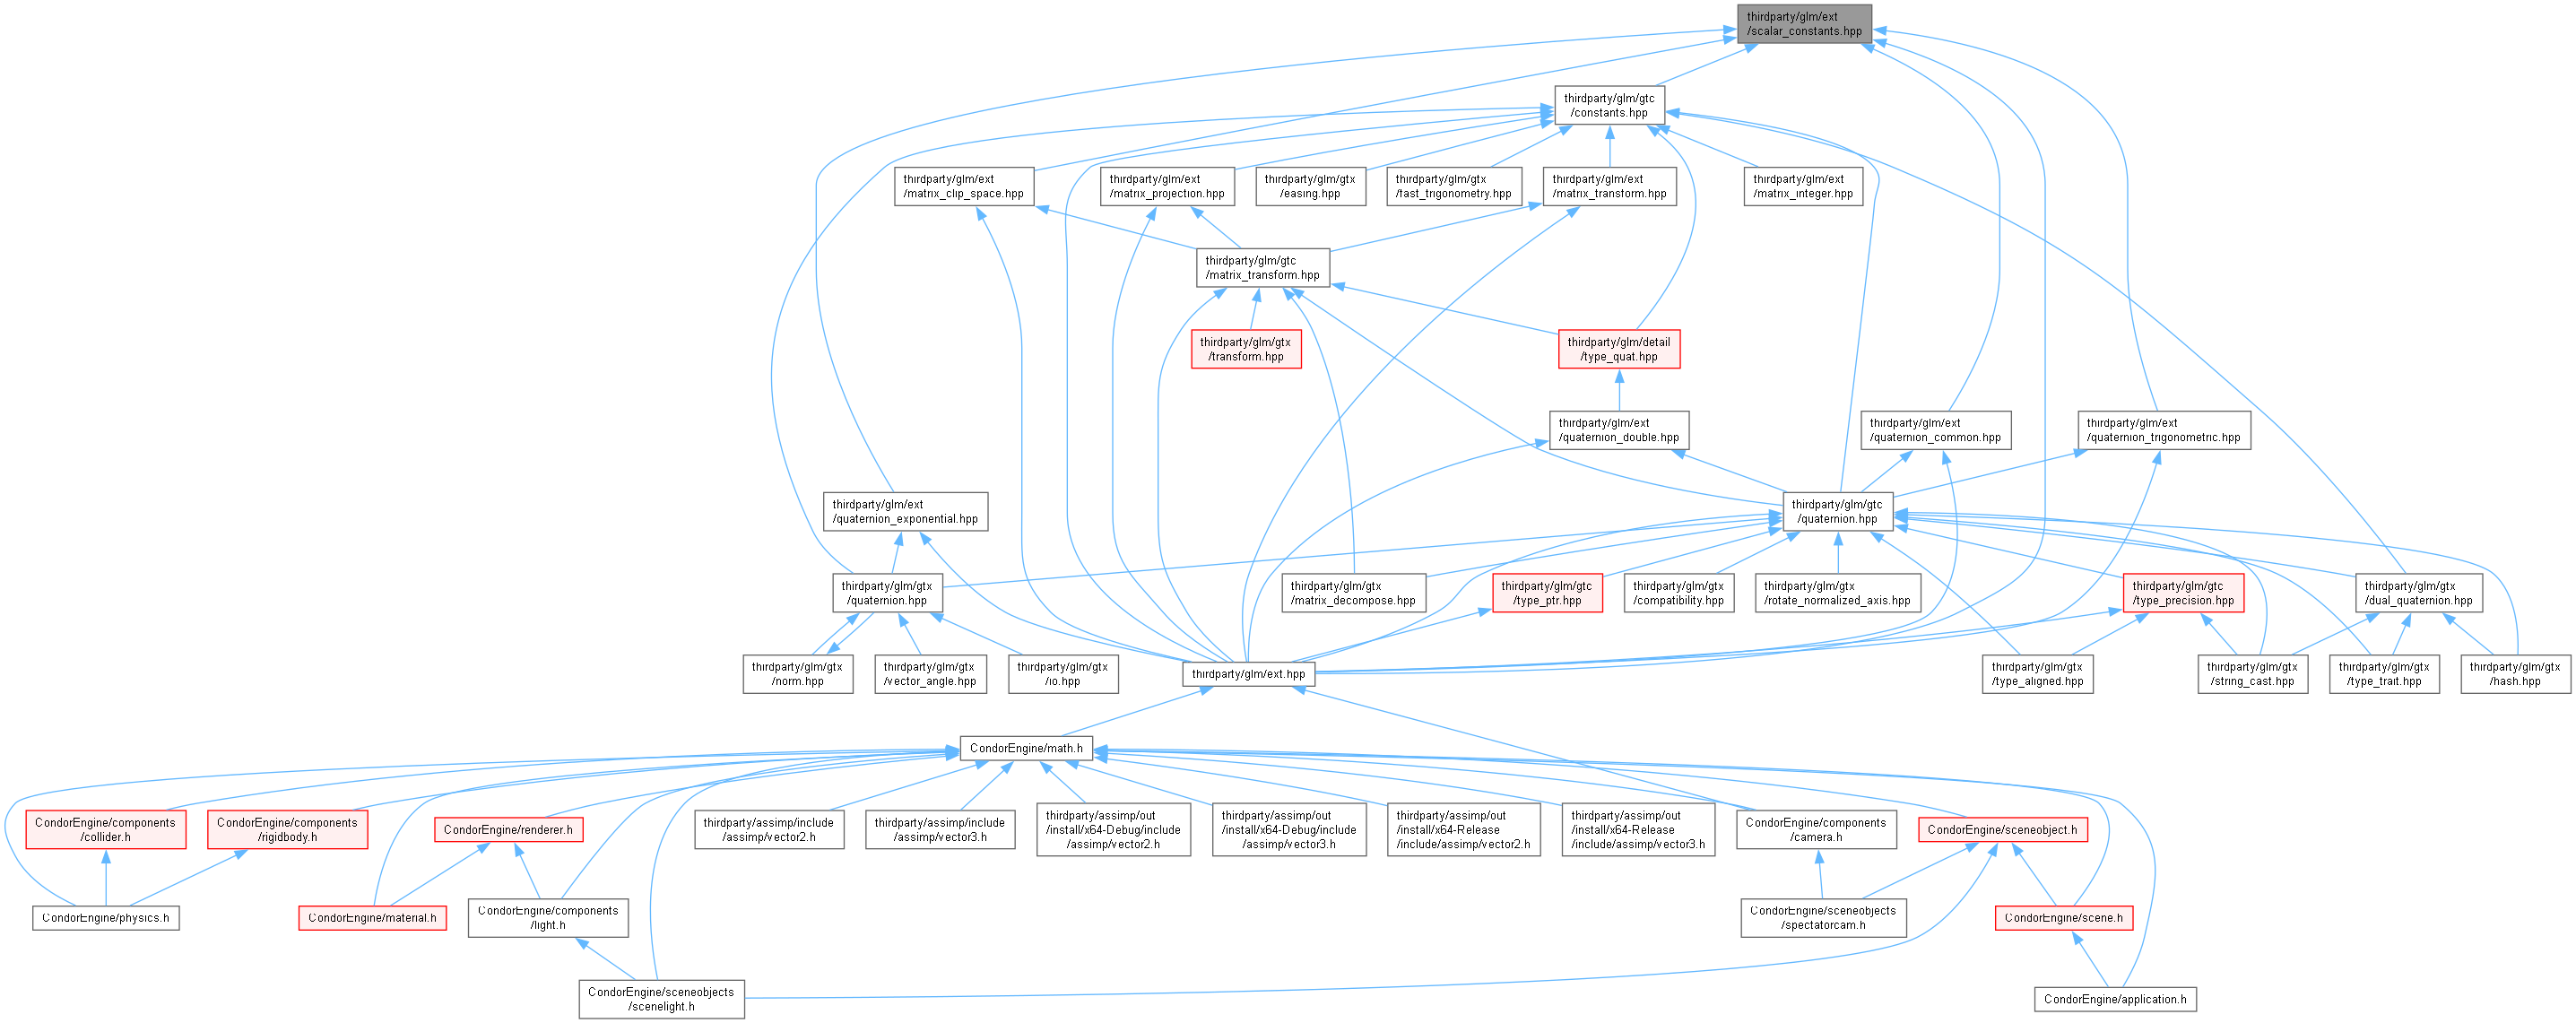 thirdparty/glm/ext
/scalar_constants.hpp
thirdparty/glm/gtc
/constants.hpp
thirdparty/glm/ext
/matrix_clip_space.hpp
thirdparty/glm/ext
/matrix_projection.hpp
thirdparty/glm/gtx
/easing.hpp
thirdparty/glm/gtx
/fast_trigonometry.hpp
thirdparty/glm/ext
/matrix_transform.hpp
thirdparty/glm/ext
/matrix_integer.hpp
thirdparty/glm/gtc
/matrix_transform.hpp
thirdparty/glm/gtx
/transform.hpp
thirdparty/glm/detail
/type_quat.hpp
thirdparty/glm/ext
/quaternion_double.hpp
thirdparty/glm/ext
/quaternion_common.hpp
thirdparty/glm/ext
/quaternion_trigonometric.hpp
thirdparty/glm/ext
/quaternion_exponential.hpp
thirdparty/glm/gtc
/quaternion.hpp
thirdparty/glm/gtx
/quaternion.hpp
thirdparty/glm/gtx
/matrix_decompose.hpp
thirdparty/glm/gtc
/type_ptr.hpp
thirdparty/glm/gtx
/compatibility.hpp
thirdparty/glm/gtx
/rotate_normalized_axis.hpp
thirdparty/glm/gtc
/type_precision.hpp
thirdparty/glm/gtx
/dual_quaternion.hpp
thirdparty/glm/gtx
/norm.hpp
thirdparty/glm/gtx
/vector_angle.hpp
thirdparty/glm/gtx
/io.hpp
thirdparty/glm/ext.hpp
thirdparty/glm/gtx
/type_aligned.hpp
thirdparty/glm/gtx
/string_cast.hpp
thirdparty/glm/gtx
/type_trait.hpp
thirdparty/glm/gtx
/hash.hpp
CondorEngine/math.h
CondorEngine/components
/collider.h
CondorEngine/components
/rigidbody.h
CondorEngine/renderer.h
thirdparty/assimp/include
/assimp/vector2.h
thirdparty/assimp/include
/assimp/vector3.h
thirdparty/assimp/out
/install/x64-Debug/include
/assimp/vector2.h
thirdparty/assimp/out
/install/x64-Debug/include
/assimp/vector3.h
thirdparty/assimp/out
/install/x64-Release
/include/assimp/vector2.h
thirdparty/assimp/out
/install/x64-Release
/include/assimp/vector3.h
CondorEngine/components
/camera.h
CondorEngine/sceneobject.h
CondorEngine/physics.h
CondorEngine/material.h
CondorEngine/components
/light.h
CondorEngine/sceneobjects
/spectatorcam.h
CondorEngine/scene.h
CondorEngine/sceneobjects
/scenelight.h
CondorEngine/application.h